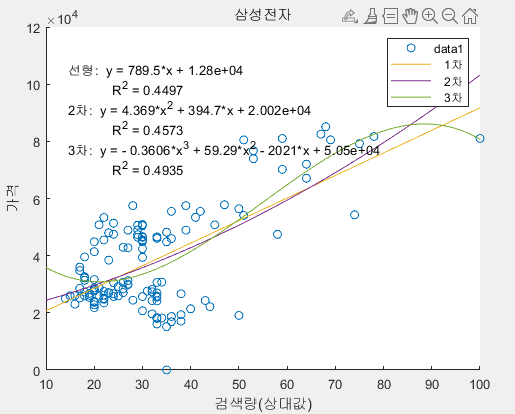 삼성전자
×10⁴
12
10
8
6
4
2
0
10 20 30 40 50 60 70 80 90 100
가격
검색량(상대값)
선형: y = 789.5*x + 1.28e+04
R² = 0.4497
2차: y = 4.369*x² + 394.7*x + 2.002e+04
R² = 0.4573
3차: y = - 0.3606*x³ + 59.29*x² - 2021*x + 5.05e+04
R² = 0.4935
data1
1차
2차
3차